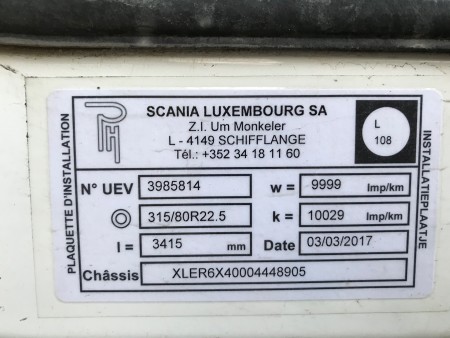 SCANIA LUXEMBOURG SA
Z.I. Um Monkeler
L - 4149 SCHIFFLANGE
Tél.: +352 34 18 11 60
L
108
PLAQUETTE D'INSTALLATION
INSTALLATIEPLAATJE
N° UEV 3985814 w = 9999 Imp/km
315/80R22.5 k = 10029 Imp/km
l = 3415 mm Date 03/03/2017
Châssis XLER6X40004448905